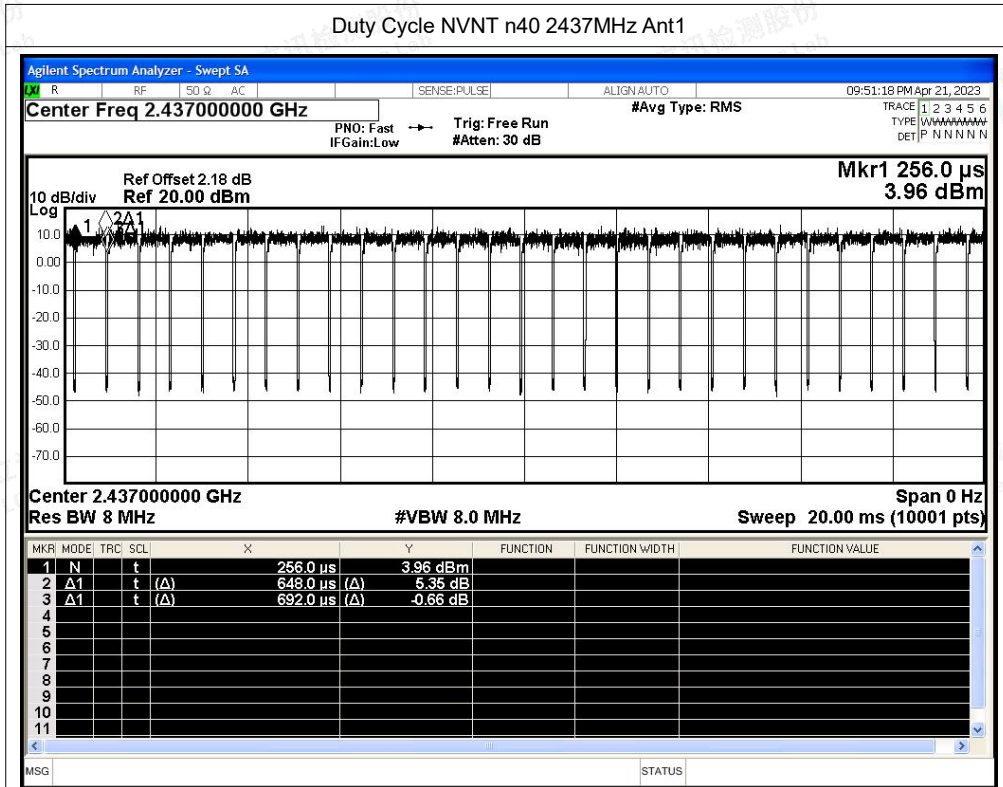 Duty Cycle NVNT n40 2437MHz Ant1
Agilent Spectrum Analyzer - Swept SA
LXI R RF 50 Ω AC SENSE:PULSE ALIGN AUTO 09:51:18 PM Apr 21, 2023
Center Freq 2.437000000 GHz #Avg Type: RMS TRACE 1 2 3 4 5 6
PNO: Fast Trig: Free Run TYPE WWWWWW
IFGain:Low #Atten: 30 dB DET P N N N N N
Mkr1 256.0 µs
Ref Offset 2.18 dB
10 dB/div Ref 20.00 dBm 3.96 dBm
Log
1 2Δ1
10.0
0.00
-10.0
-20.0
-30.0
-40.0
-50.0
-60.0
-70.0
Center 2.437000000 GHz Span 0 Hz
Res BW 8 MHz #VBW 8.0 MHz Sweep 20.00 ms (10001 pts)
MKR MODE TRC SCL X Y FUNCTION FUNCTION WIDTH FUNCTION VALUE
1 N t 256.0 µs 3.96 dBm
2 Δ1 t (Δ) 648.0 µs (Δ) 5.35 dB
3 Δ1 t (Δ) 692.0 µs (Δ) -0.66 dB
4
5
6
7
8
9
10
11
MSG STATUS